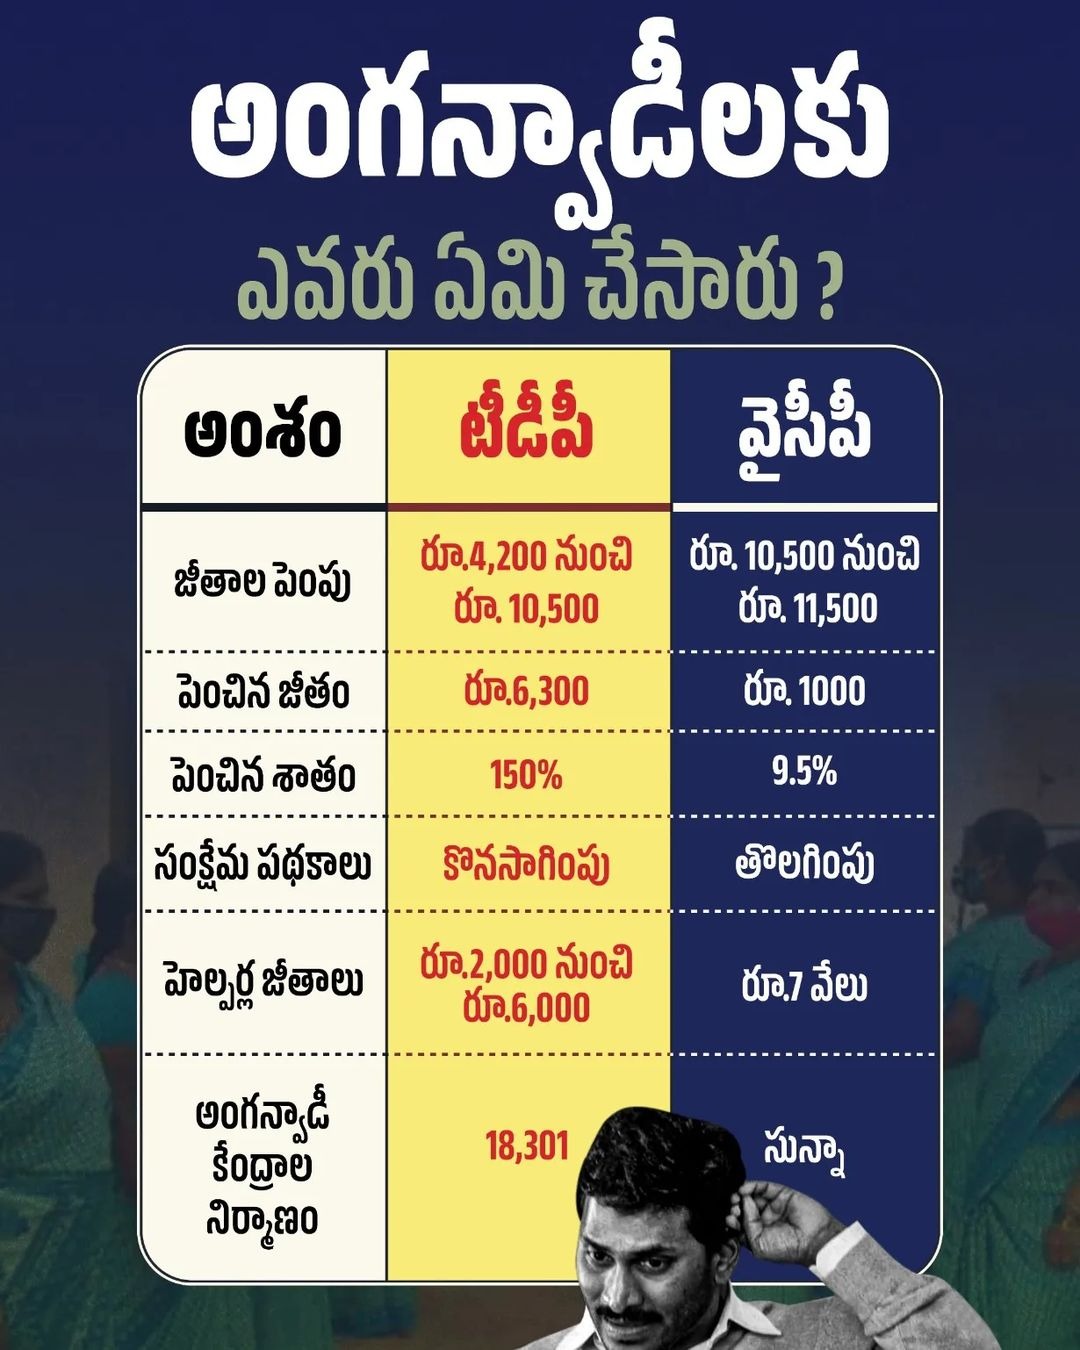 అంగన్వాడీలకు
ఎవరు ఏమి చేసారు ?
అంశం
టీడీపీ
వైసీపీ
జీతాల పెంపు
రూ.4,200 నుంచి
రూ. 10,500
రూ. 10,500 నుంచి
రూ. 11,500
పెంచిన జీతం
రూ.6,300
రూ. 1000
పెంచిన శాతం
150%
9.5%
సంక్షేమ పథకాలు
కొనసాగింపు
తొలగింపు
హెల్పర్ల జీతాలు
రూ.2,000 నుంచి
రూ.6,000
రూ.7 వేలు
అంగన్వాడీ
కేంద్రాల
నిర్మాణం
18,301
సున్నా